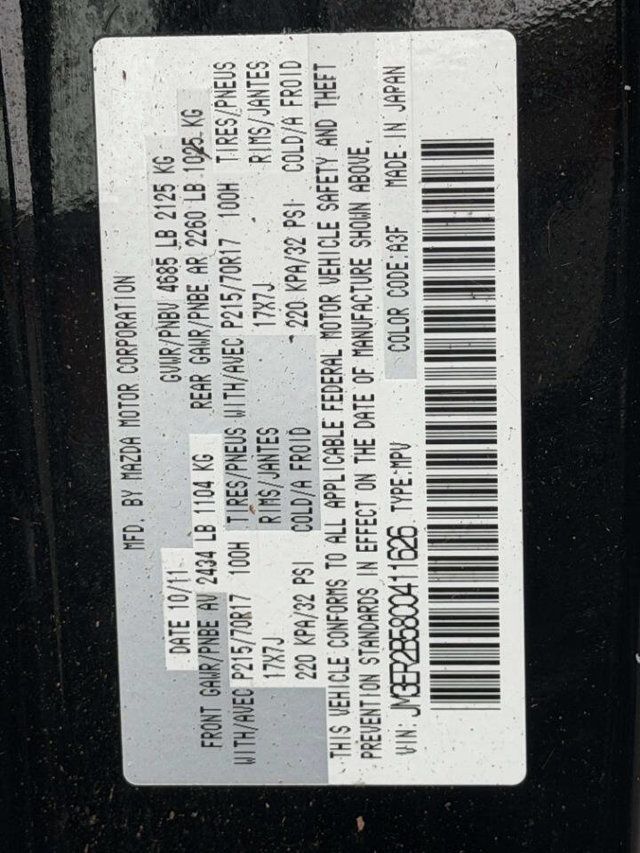 MFD. BY MAZDA MOTOR CORPORATION
DATE 10/11 GVWR/PNBV 4685 LB 2125 KG
FRONT GAWR/PNBE AV 2434 LB 1104 KG REAR GAWR/PNBE AR 2260 LB 1025 KG
WITH/AVEC P215/70R17 100H TIRES/PNEUS WITH/AVEC P215/70R17 100H TIRES/PNEUS
17X7J RIMS/JANTES 17X7J RIMS/JANTES
220 KPA/32 PSI COLD/A FROID 220 KPA/32 PSI COLD/A FROID
THIS VEHICLE CONFORMS TO ALL APPLICABLE FEDERAL MOTOR VEHICLE SAFETY AND THEFT
PREVENTION STANDARDS IN EFFECT ON THE DATE OF MANUFACTURE SHOWN ABOVE.
VIN: JM3ER2B58C0411626 TYPE:MPV COLOR CODE:A3F MADE IN JAPAN